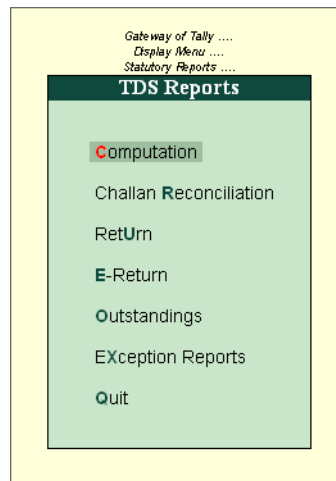 Gateway of Tally ....
Display Menu ....
Statutory Reports ....
TDS Reports
Computation
Challan Reconciliation
RetUrn
E-Return
Outstandings
EXception Reports
Quit